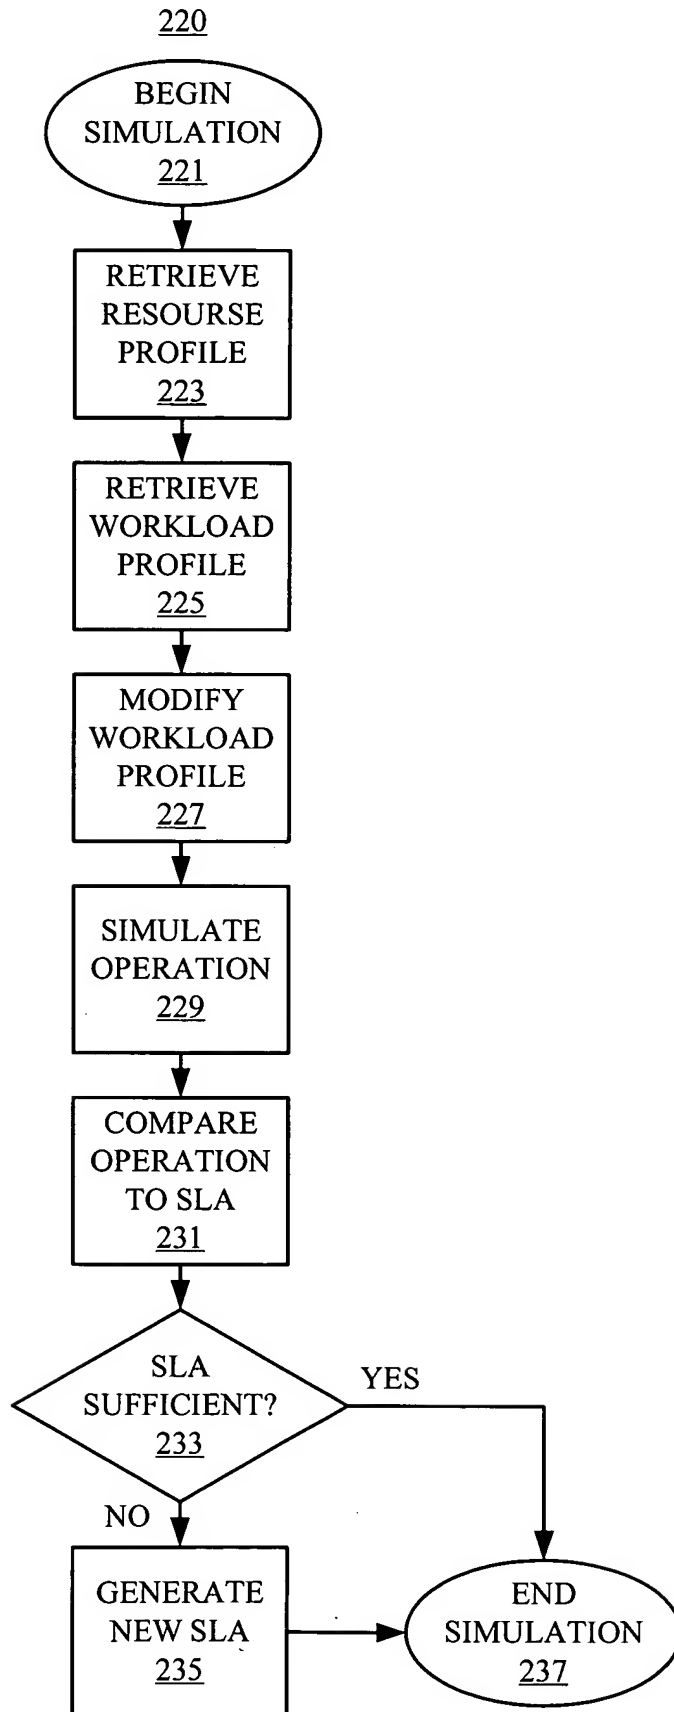 220
BEGIN
SIMULATION
221
RETRIEVE
RESOURSE
PROFILE
223
RETRIEVE
WORKLOAD
PROFILE
225
MODIFY
WORKLOAD
PROFILE
227
SIMULATE
OPERATION
229
COMPARE
OPERATION
TO SLA
231
SLA
SUFFICIENT?
233
YES
NO
GENERATE
NEW SLA
235
END
SIMULATION
237